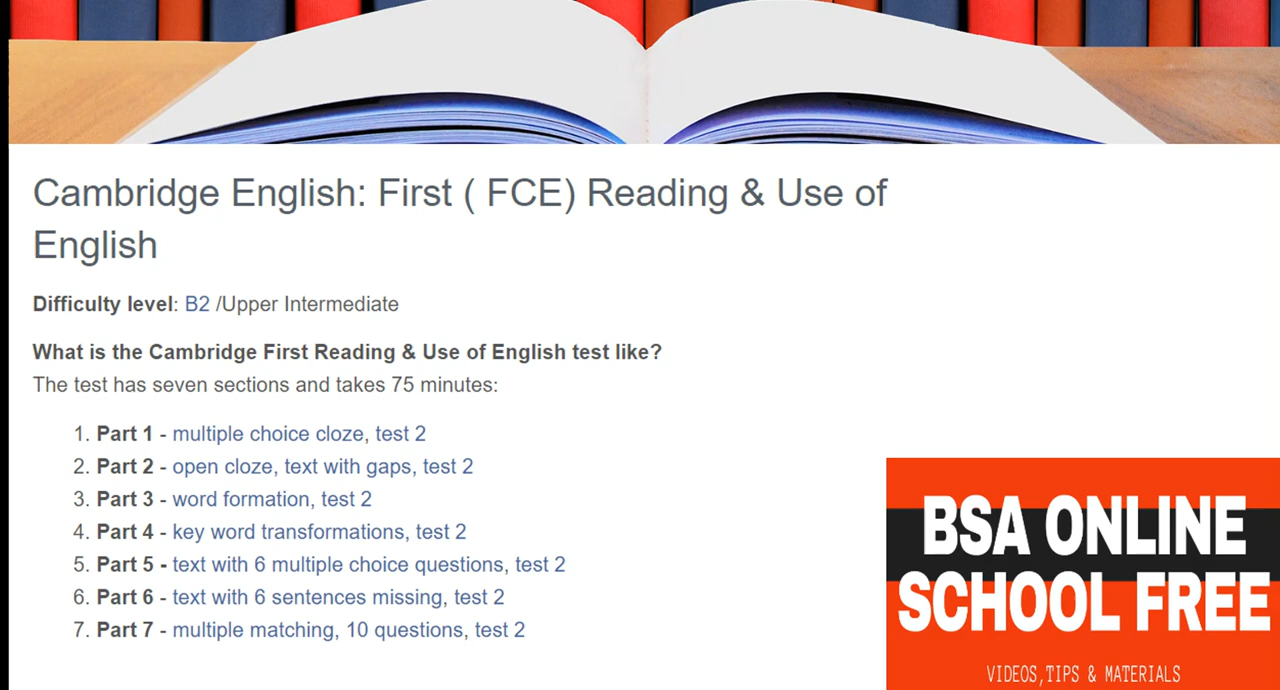 Cambridge English: First ( FCE) Reading & Use of
English
Difficulty level: B2 /Upper Intermediate
What is the Cambridge First Reading & Use of English test like?
The test has seven sections and takes 75 minutes:
1. Part 1 - multiple choice cloze, test 2
2. Part 2 - open cloze, text with gaps, test 2
3. Part 3 - word formation, test 2
4. Part 4 - key word transformations, test 2
5. Part 5 - text with 6 multiple choice questions, test 2
6. Part 6 - text with 6 sentences missing, test 2
7. Part 7 - multiple matching, 10 questions, test 2
BSA ONLINE
SCHOOL FREE
VIDEOS,TIPS & MATERIALS